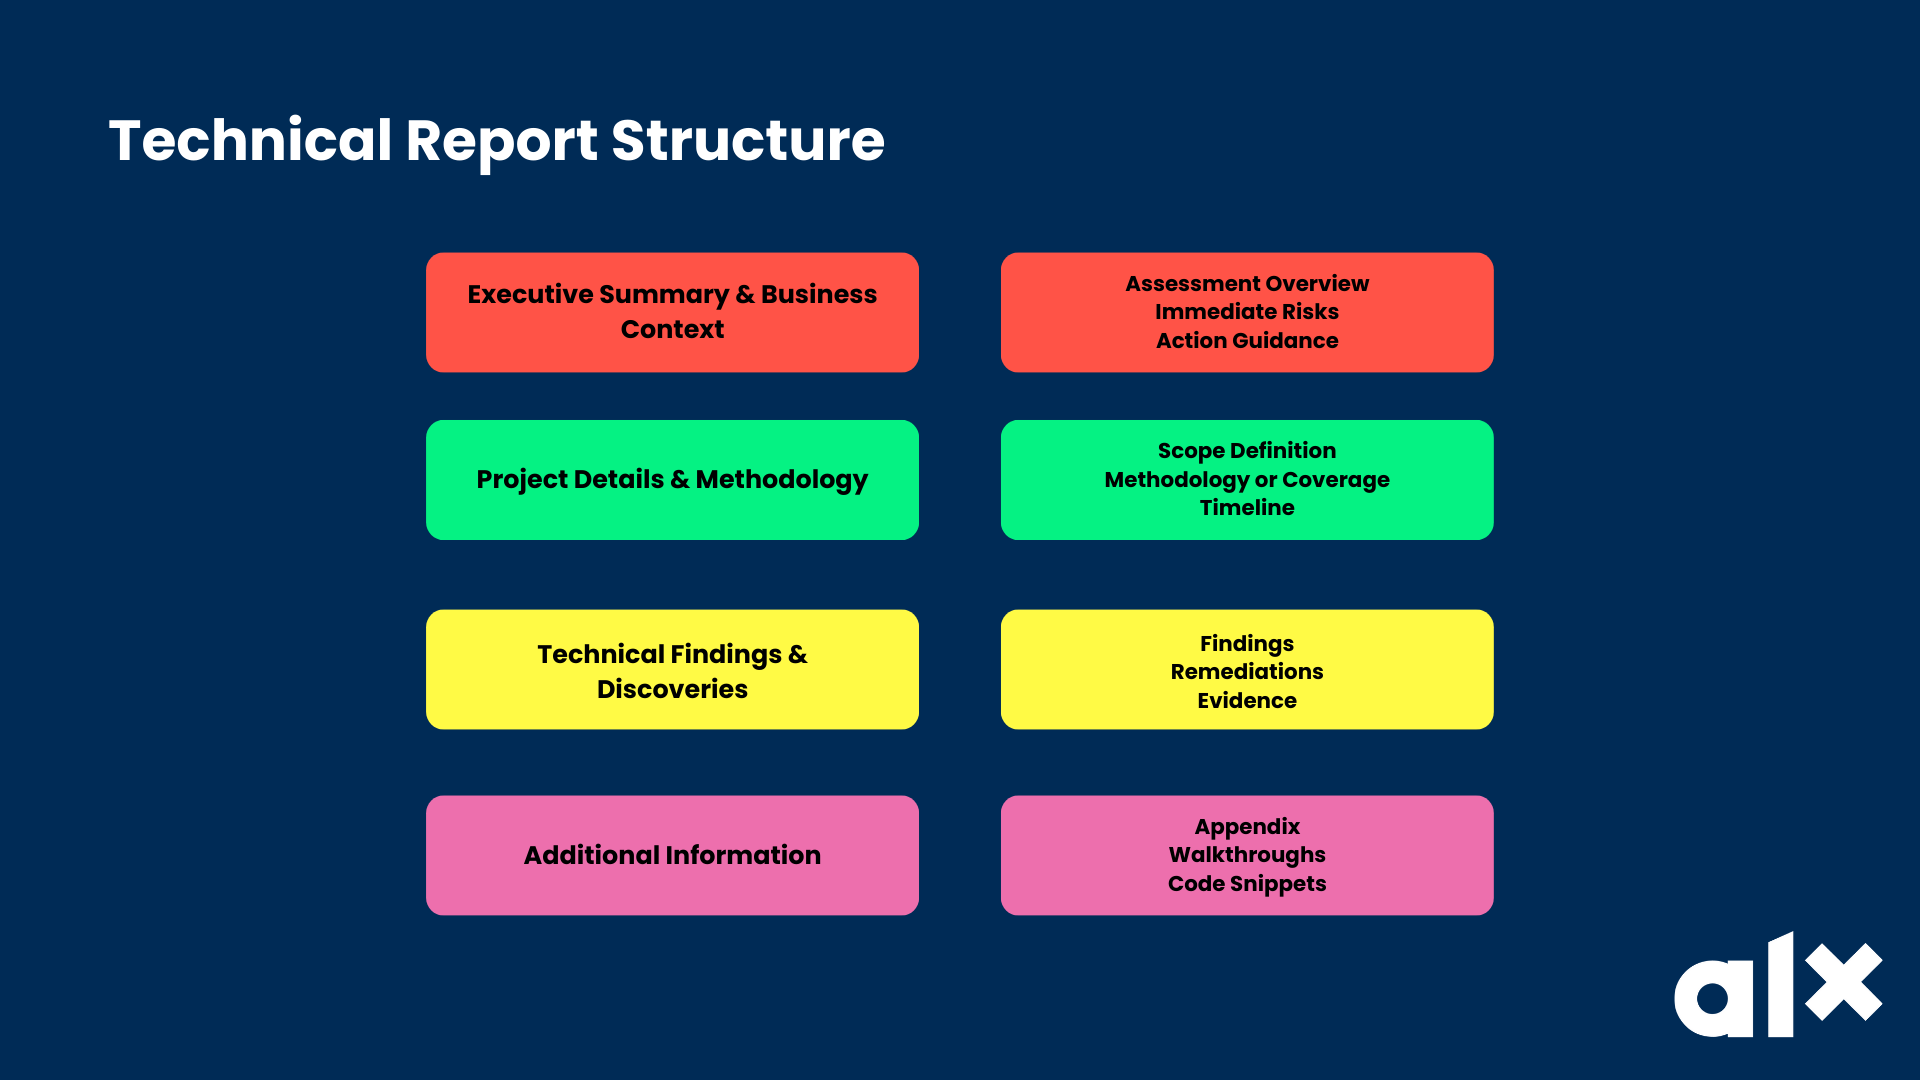 Technical Report Structure
Executive Summary & Business
Context
Assessment Overview
Immediate Risks
Action Guidance
Project Details & Methodology
Scope Definition
Methodology or Coverage
Timeline
Technical Findings &
Discoveries
Findings
Remediations
Evidence
Additional Information
Appendix
Walkthroughs
Code Snippets
alx